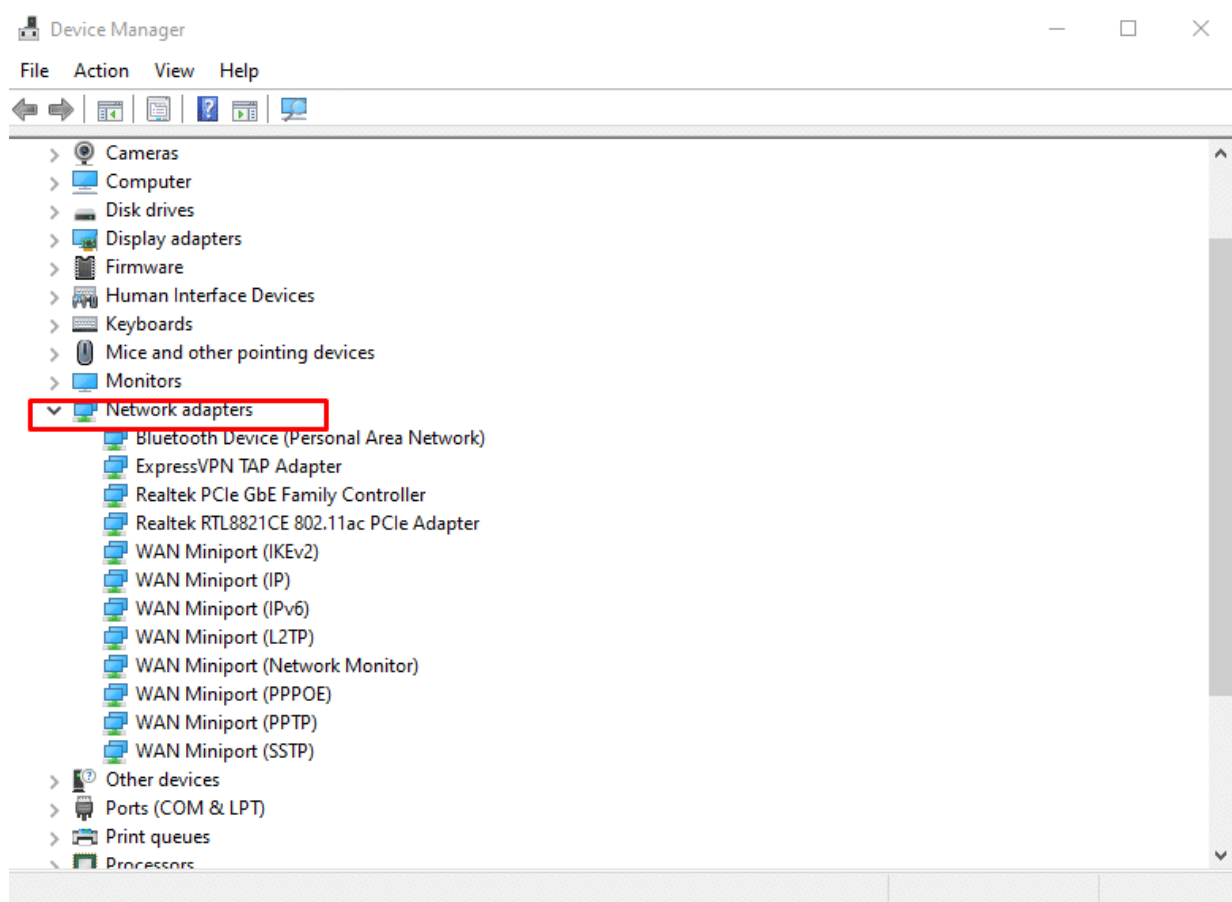 Device Manager
File Action View Help
Cameras
Computer
Disk drives
Display adapters
Firmware
Human Interface Devices
Keyboards
Mice and other pointing devices
Monitors
Network adapters
Bluetooth Device (Personal Area Network)
ExpressVPN TAP Adapter
Realtek PCIe GbE Family Controller
Realtek RTL8821CE 802.11ac PCIe Adapter
WAN Miniport (IKEv2)
WAN Miniport (IP)
WAN Miniport (IPv6)
WAN Miniport (L2TP)
WAN Miniport (Network Monitor)
WAN Miniport (PPPOE)
WAN Miniport (PPTP)
WAN Miniport (SSTP)
Other devices
Ports (COM & LPT)
Print queues
Processors